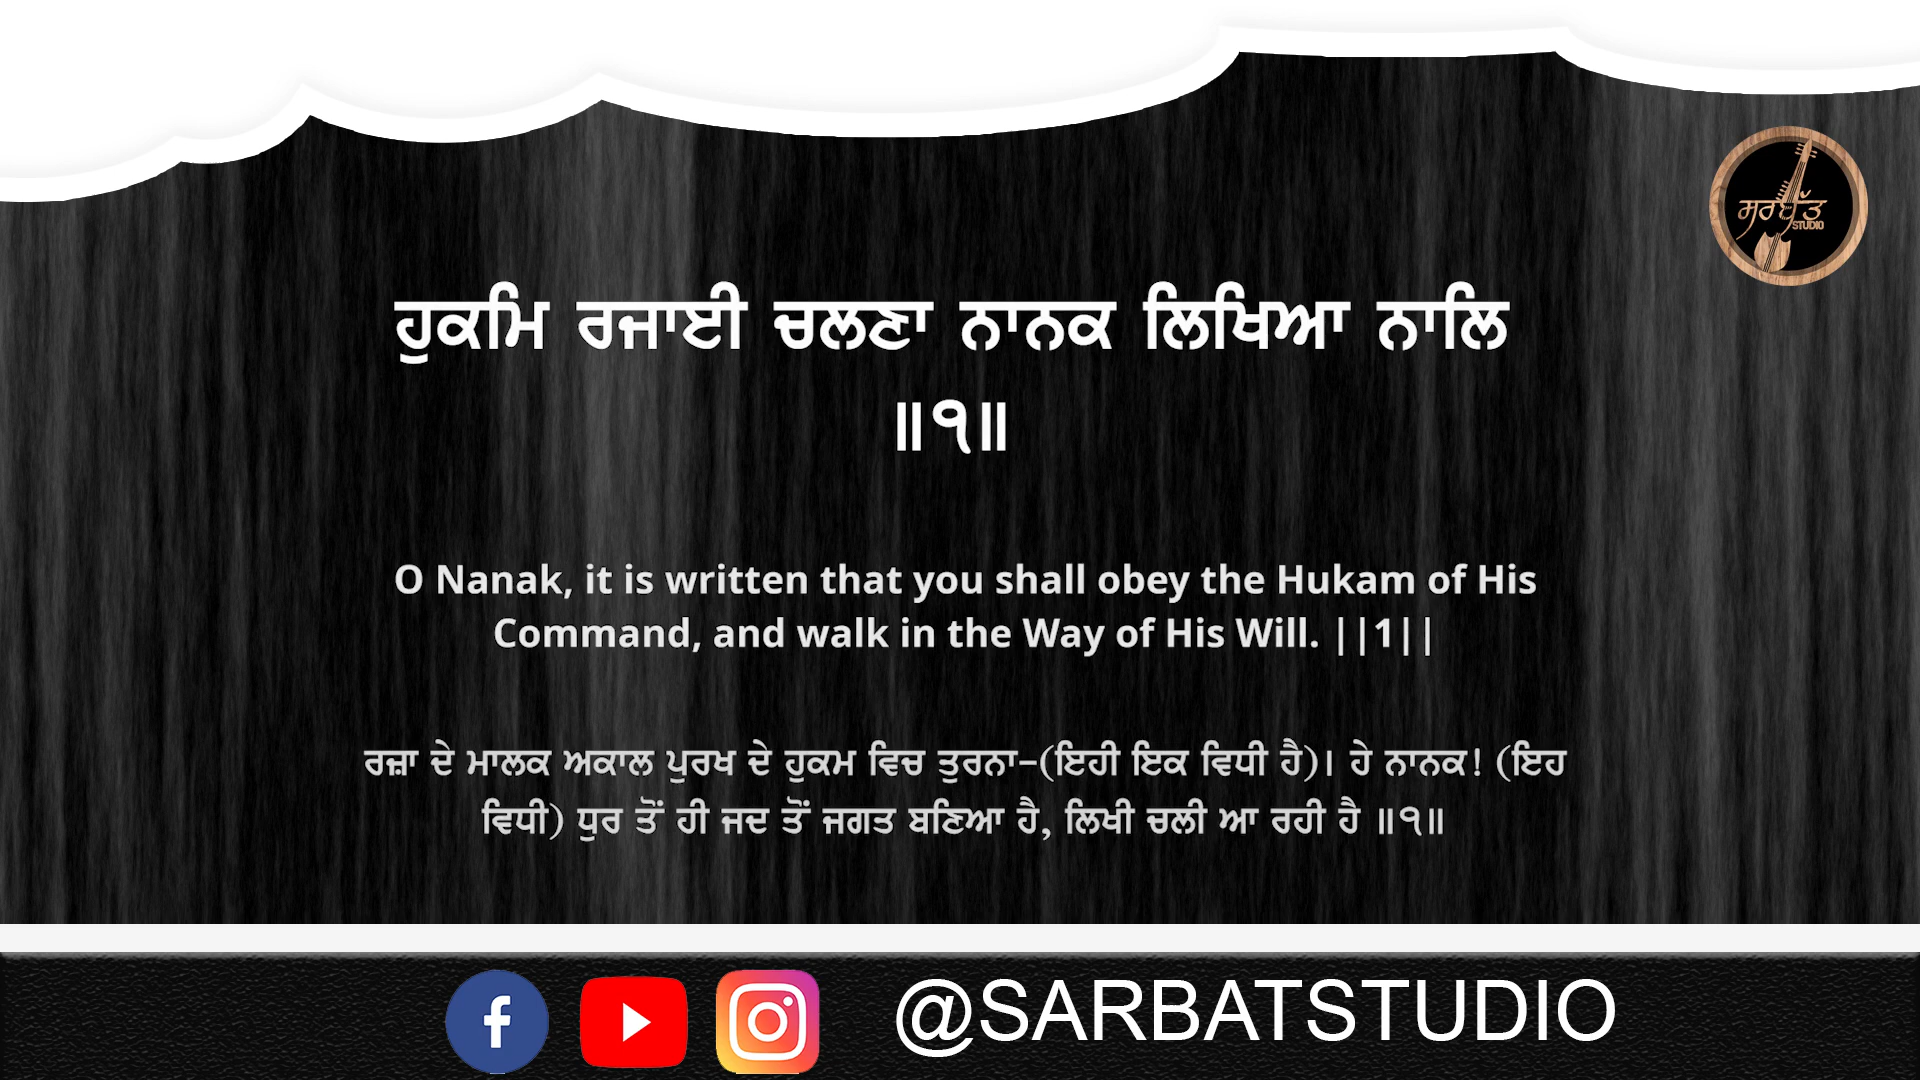 ਸਰਬੱਤ
STUDIO
ਹੁਕਮਿ ਰਜਾਈ ਚਲਣਾ ਨਾਨਕ ਲਿਖਿਆ ਨਾਲਿ
॥੧॥
O Nanak, it is written that you shall obey the Hukam of His
Command, and walk in the Way of His Will. ||1||
ਰਜ਼ਾ ਦੇ ਮਾਲਕ ਅਕਾਲ ਪੁਰਖ ਦੇ ਹੁਕਮ ਵਿਚ ਤੁਰਨਾ—(ਇਹੀ ਇਕ ਵਿਧੀ ਹੈ)। ਹੇ ਨਾਨਕ! (ਇਹ
ਵਿਧੀ) ਧੁਰ ਤੋਂ ਹੀ ਜਦ ਤੋਂ ਜਗਤ ਬਣਿਆ ਹੈ, ਲਿਖੀ ਚਲੀ ਆ ਰਹੀ ਹੈ ॥੧॥
@SARBATSTUDIO